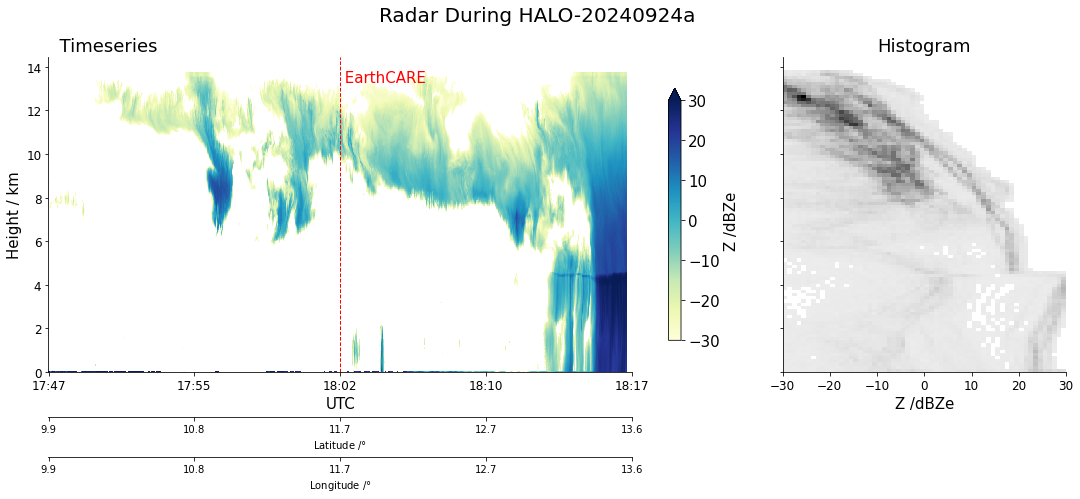 Radar During HALO-20240924a
Timeseries
Histogram
EarthCARE
Height / km
14
12
10
8
6
4
2
0
17:47 17:55 18:02 18:10 18:17
UTC
9.9 10.8 11.7 12.7 13.6
Latitude /°
9.9 10.8 11.7 12.7 13.6
Longitude /°
30
20
10
0
−10
−20
−30
Z /dBZe
−30 −20 −10 0 10 20 30
Z /dBZe